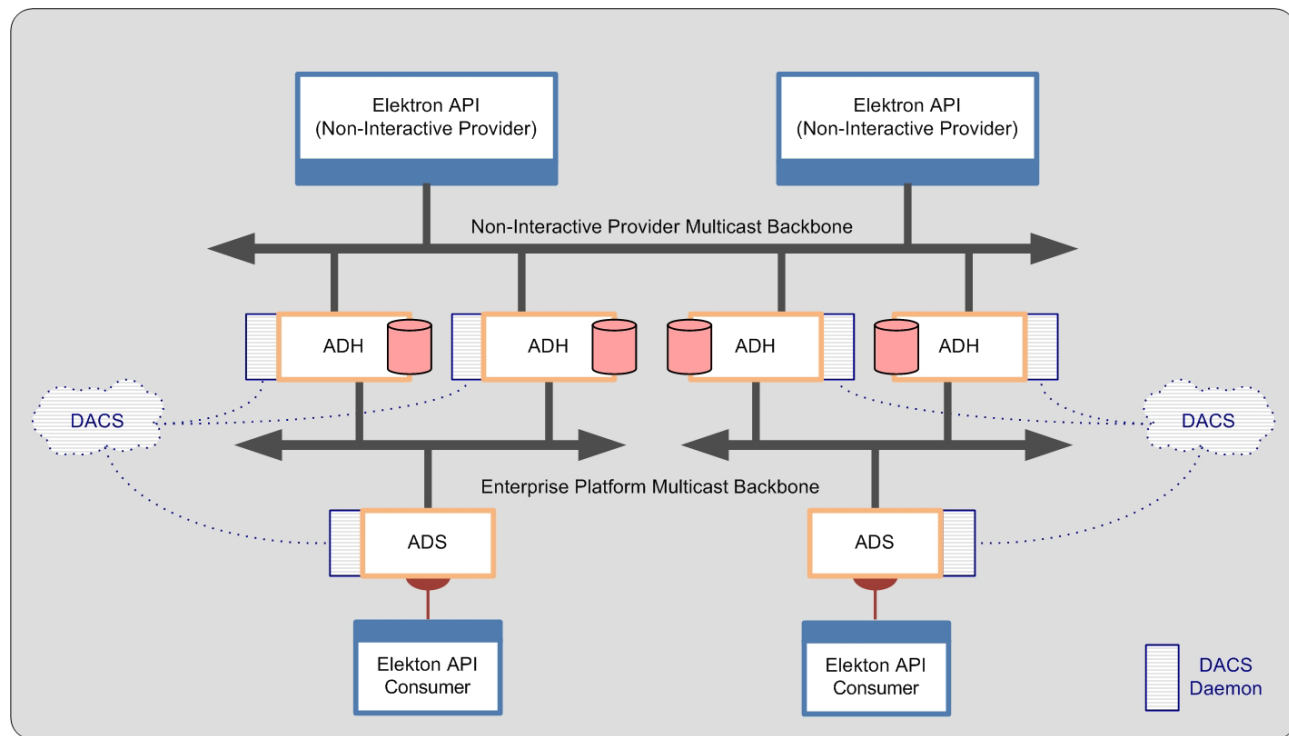 Elektron API
(Non-Interactive Provider)
Elektron API
(Non-Interactive Provider)
Non-Interactive Provider Multicast Backbone
ADH
ADH
ADH
ADH
DACS
DACS
Enterprise Platform Multicast Backbone
ADS
ADS
Elekton API
Consumer
Elekton API
Consumer
DACS
Daemon